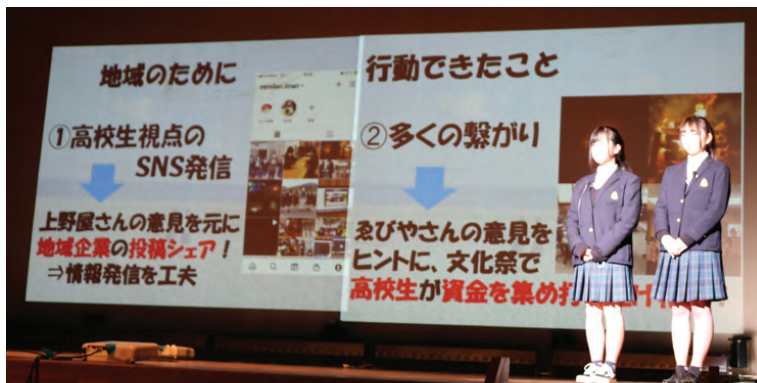 地域のために
行動できたこと
①高校生視点の
SNS発信
上野屋さんの意見を元に
地域企業の投稿シェア！
⇒情報発信を工夫
②多くの繋がり
ゑびやさんの意見を
ヒントに、文化祭で
高校生が資金を集め打